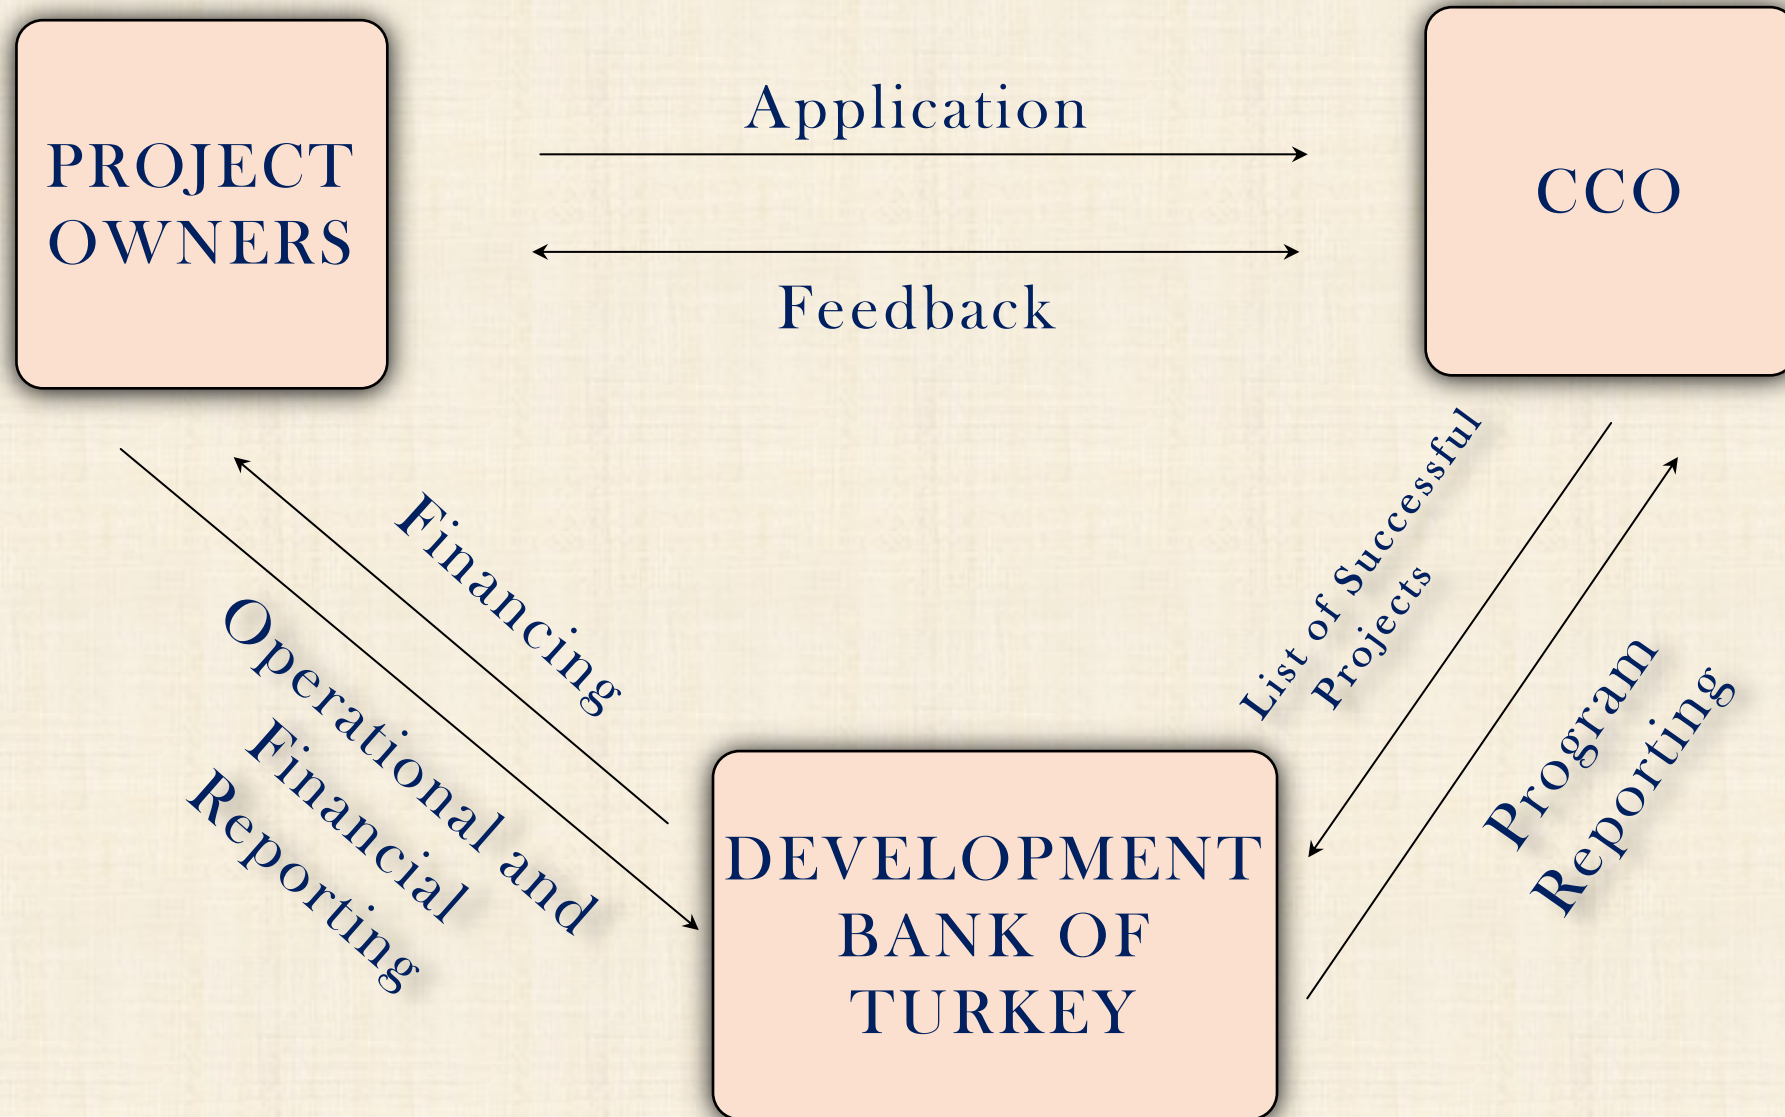 PROJECT
OWNERS
Application
Feedback
CCO
Financing
Operational and
Financial
Reporting
List of Successful
Projects
Program
Reporting
DEVELOPMENT
BANK OF
TURKEY